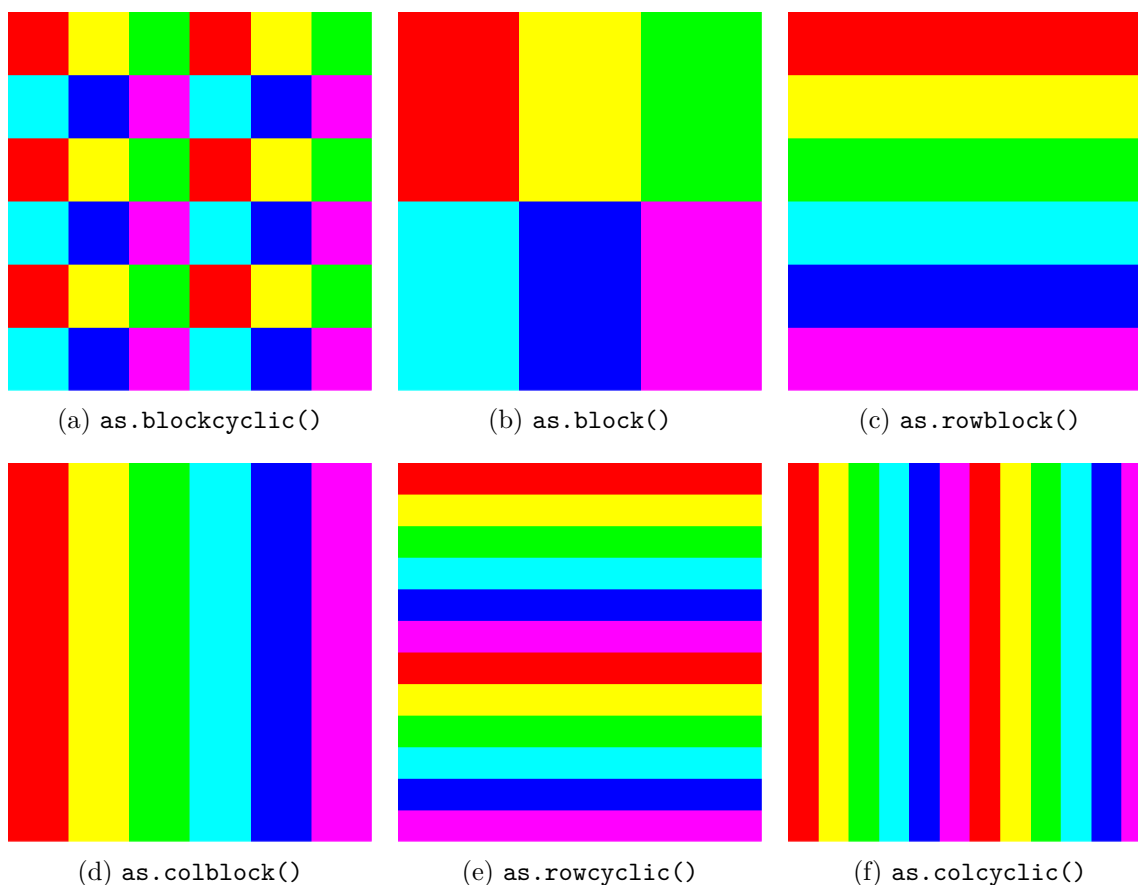 (a) as.blockcyclic()
(b) as.block()
(c) as.rowblock()
(d) as.colblock()
(e) as.rowcyclic()
(f) as.colcyclic()